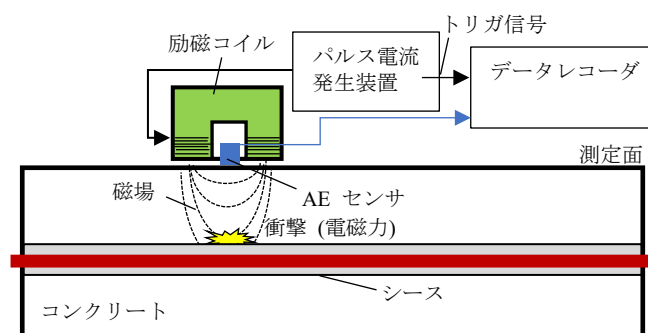 トリガ信号
励磁コイル
パルス電流
発生装置
データレコーダ
測定面
磁場
AE センサ
衝撃 (電磁力)
シース
コンクリート